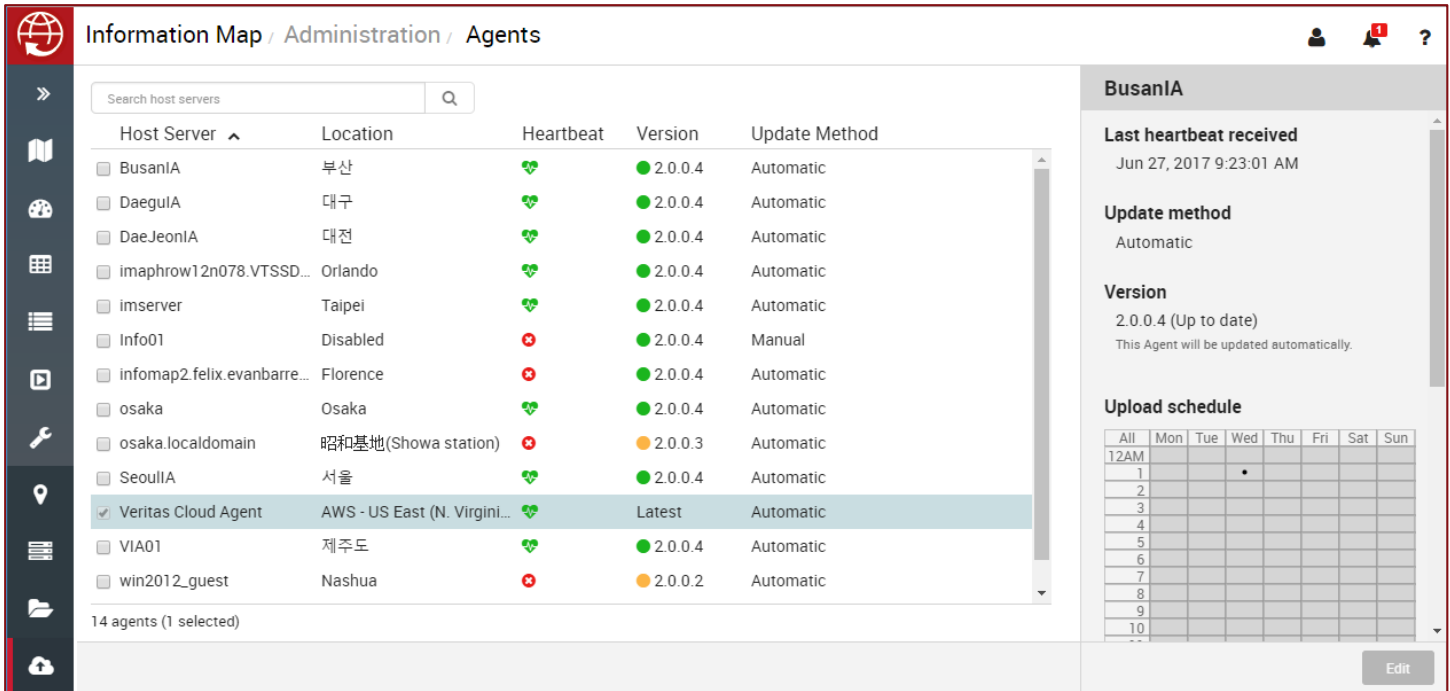 Information Map / Administration / Agents
1
?
Search host servers
Host Server Location Heartbeat Version Update Method
BusanIA 부산 2.0.0.4 Automatic
DaeguIA 대구 2.0.0.4 Automatic
DaeJeonIA 대전 2.0.0.4 Automatic
imaphrow12n078.VTSSD... Orlando 2.0.0.4 Automatic
imserver Taipei 2.0.0.4 Automatic
Info01 Disabled 2.0.0.4 Manual
infomap2.felix.evanbarre... Florence 2.0.0.4 Automatic
osaka Osaka 2.0.0.4 Automatic
osaka.localdomain 昭和基地(Showa station) 2.0.0.3 Automatic
SeoulIA 서울 2.0.0.4 Automatic
Veritas Cloud Agent AWS - US East (N. Virgini... Latest Automatic
VIA01 제주도 2.0.0.4 Automatic
win2012_guest Nashua 2.0.0.2 Automatic
14 agents (1 selected)
BusanIA
Last heartbeat received
Jun 27, 2017 9:23:01 AM
Update method
Automatic
Version
2.0.0.4 (Up to date)
This Agent will be updated automatically.
Upload schedule
All Mon Tue Wed Thu Fri Sat Sun
12AM
1
2
3
4
5
6
7
8
9
10
Edit